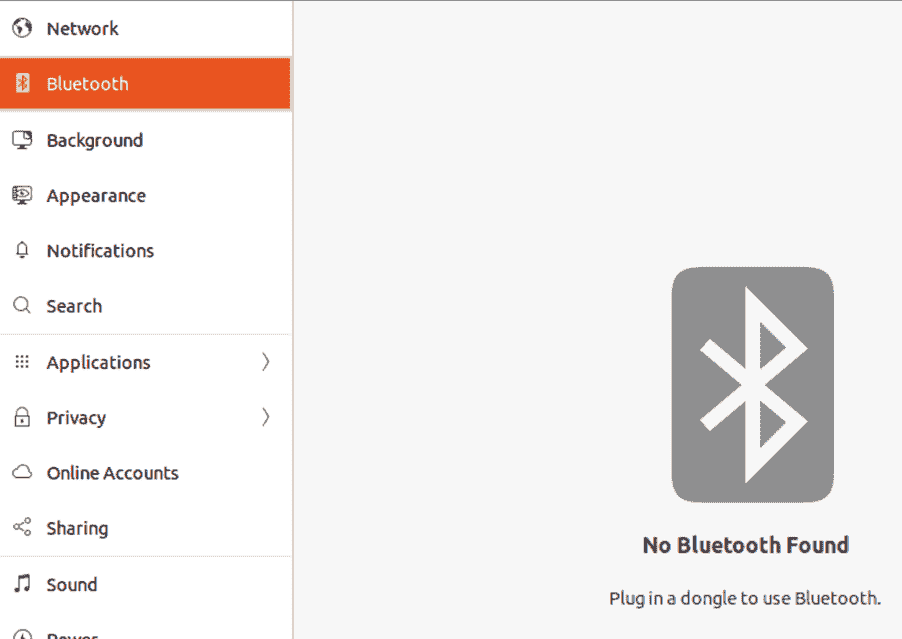 Network
Bluetooth
Background
Appearance
Notifications
Search
Applications
Privacy
Online Accounts
Sharing
Sound
Power
No Bluetooth Found
Plug in a dongle to use Bluetooth.